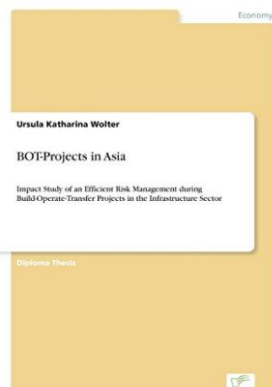 Economy
Ursula Katharina Wolter
BOT-Projects in Asia
Impact Study of an Efficient Risk Management during
Build-Operate-Transfer Projects in the Infrastructure Sector
Diploma Thesis